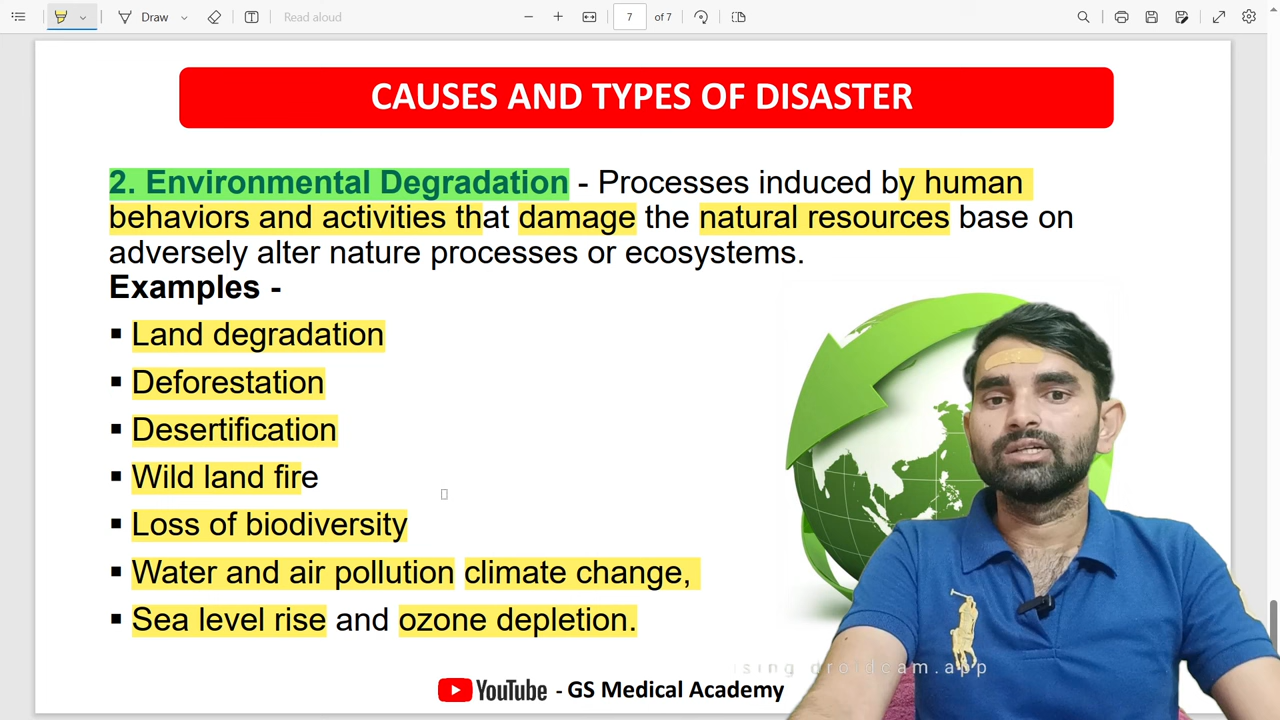 Draw
Read aloud
7 of 7
CAUSES AND TYPES OF DISASTER
2. Environmental Degradation - Processes induced by human
behaviors and activities that damage the natural resources base on
adversely alter nature processes or ecosystems.
Examples -
▪ Land degradation
▪ Deforestation
▪ Desertification
▪ Wild land fire
▪ Loss of biodiversity
▪ Water and air pollution climate change,
▪ Sea level rise and ozone depletion.
droidcam.app
YouTube - GS Medical Academy